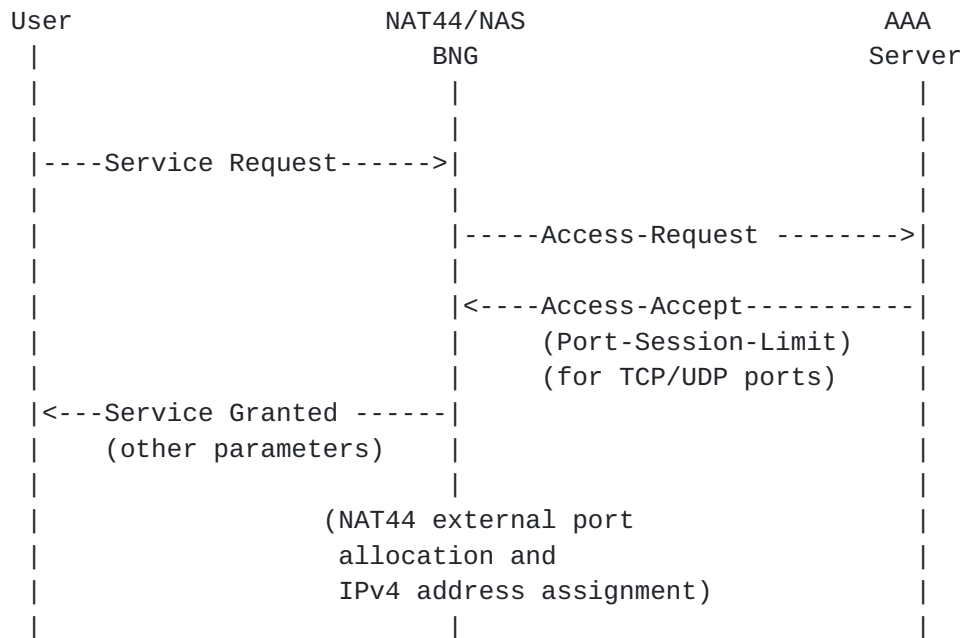 User                   NAT44/NAS                       AAA
 |                         BNG                         Server
 |                          |                             |
 |                          |                             |
 |----Service Request------>|                             |
 |                          |                             |
 |                          |-----Access-Request -------->|
 |                          |                             |
 |                          |<----Access-Accept-----------|
 |                          |     (Port-Session-Limit)    |
 |                          |     (for TCP/UDP ports)     |
 |<---Service Granted ------|                             |
 |    (other parameters)    |                             |
 |                          |                             |
 |                  (NAT44 external port                  |
 |                   allocation and                       |
 |                   IPv4 address assignment)             |
 |                          |                             |